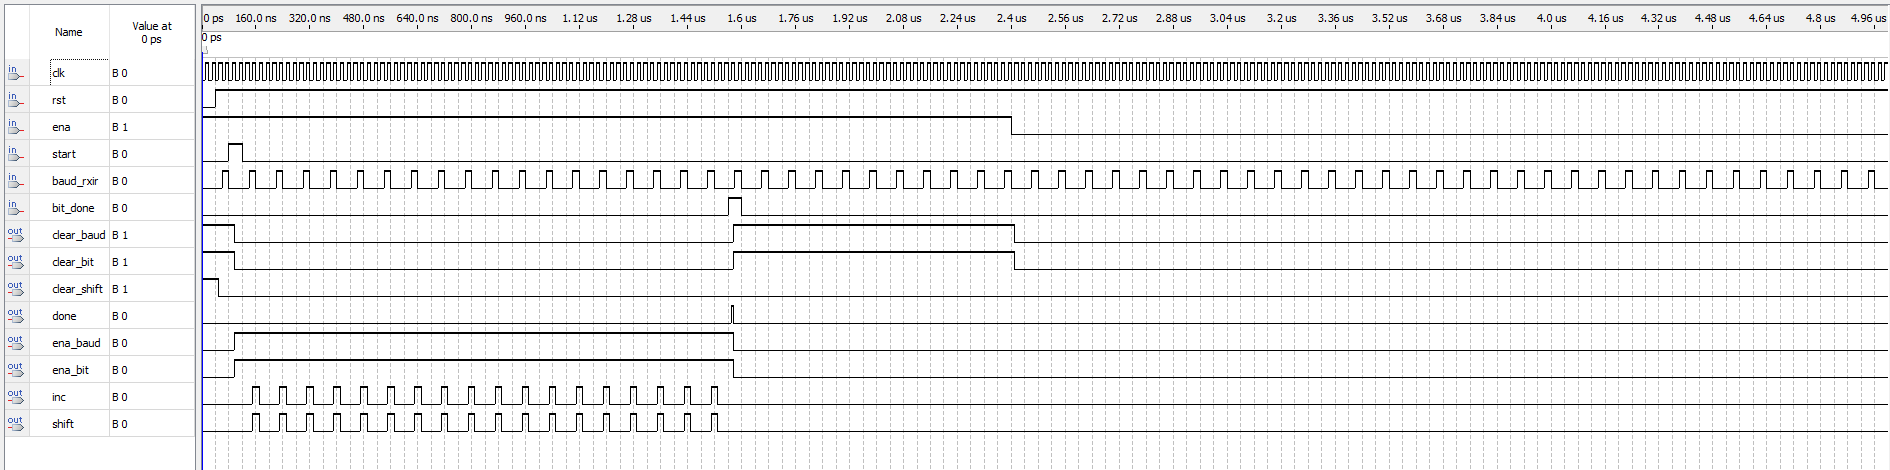 Name
Value at
0 ps
0 ps 160.0 ns 320.0 ns 480.0 ns 640.0 ns 800.0 ns 960.0 ns 1.12 us 1.28 us 1.44 us 1.6 us 1.76 us 1.92 us 2.08 us 2.24 us 2.4 us 2.56 us 2.72 us 2.88 us 3.04 us 3.2 us 3.36 us 3.52 us 3.68 us 3.84 us 4.0 us 4.16 us 4.32 us 4.48 us 4.64 us 4.8 us 4.96 us
0 ps
in clk B 0
in rst B 0
in ena B 1
in start B 0
in baud_rxir B 0
in bit_done B 0
out clear_baud B 1
out clear_bit B 1
out clear_shift B 1
out done B 0
out ena_baud B 0
out ena_bit B 0
out inc B 0
out shift B 0